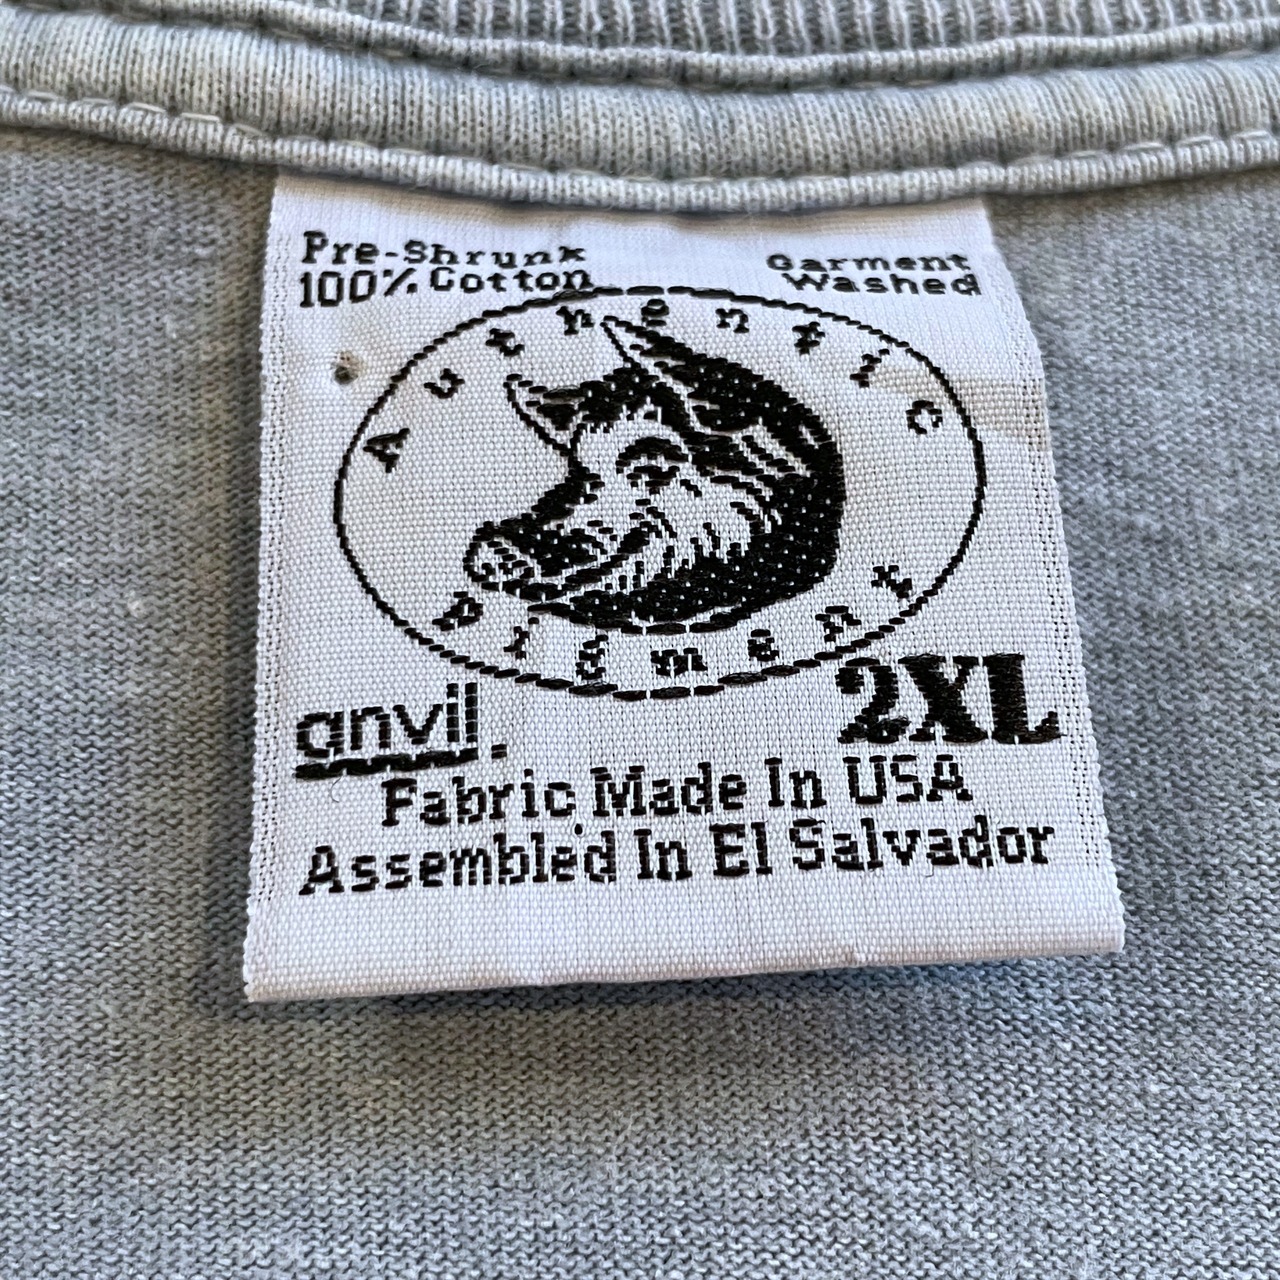 Pre-Shrunk
100% Cotton
Garment
Washed
Authentic
Pigment
anvil.
2XL
Fabric Made In USA
Assembled In El Salvador